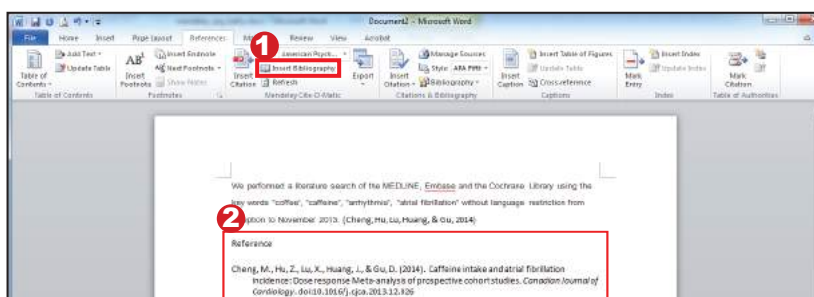 Document2 - Microsoft Word
File Home Insert Page Layout References Review View Acrobat
1
Table of Contents
Add Text
Update Table
Table of Contents
AB¹
Insert Footnote
Insert Endnote
Next Footnote
Show Notes
Footnotes
Insert Citation
American Psych...
Insert Bibliography
Refresh
Export
Mendeley Cite-O-Matic
Insert Citation
Manage Sources
Style: APA Fifth
Bibliography
Citations & Bibliography
Insert Caption
Insert Table of Figures
Update Table
Cross-reference
Captions
Mark Entry
Insert Index
Update Index
Index
Mark Citation
Table of Authorities
We performed a literature search of the MEDLINE, Embase and the Cochrane Library using the
key words "coffee", "caffeine", "arrhythmia", "atrial fibrillation" without language restriction from
ption to November 2013. (Cheng, Hu, Lu, Huang, & Gu, 2014)
2
Reference
Cheng, M., Hu, Z., Lu, X., Huang, J., & Gu, D. (2014). Caffeine intake and atrial fibrillation
Incidence: Dose response Meta-analysis of prospective cohort studies. Canadian Journal of
Cardiology. doi:10.1016/j.cjca.2013.12.026